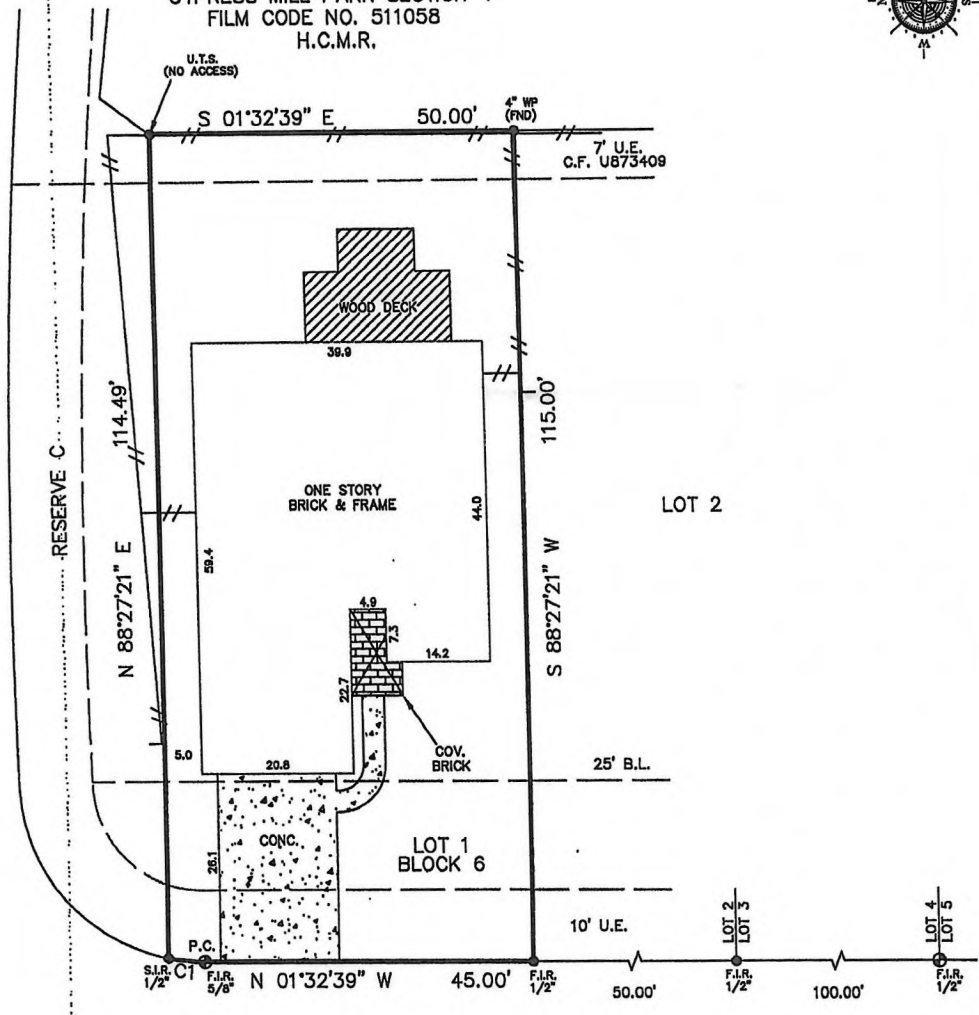 FILM CODE NO. 511058
H.C.M.R.
N
S
W
U.T.S.
(NO ACCESS)
S 01°32'39" E 50.00'
4" WP
(FND)
7' U.E.
C.F. U873409
WOOD DECK
39.9
114.49'
115.00'
RESERVE C
ONE STORY
BRICK & FRAME
44.0
LOT 2
59.4
N 88°27'21" E
S 88°27'21" W
4.9
7.3
14.2
22.7
COV.
BRICK
5.0
20.8
25' B.L.
CONC.
26.1
LOT 1
BLOCK 6
10' U.E.
LOT 2
LOT 3
LOT 4
LOT 5
P.C.
S.I.R.
1/2"
C1
F.I.R.
5/8"
N 01°32'39" W 45.00'
F.I.R.
1/2"
50.00'
F.I.R.
1/2"
100.00'
F.I.R.
1/2"